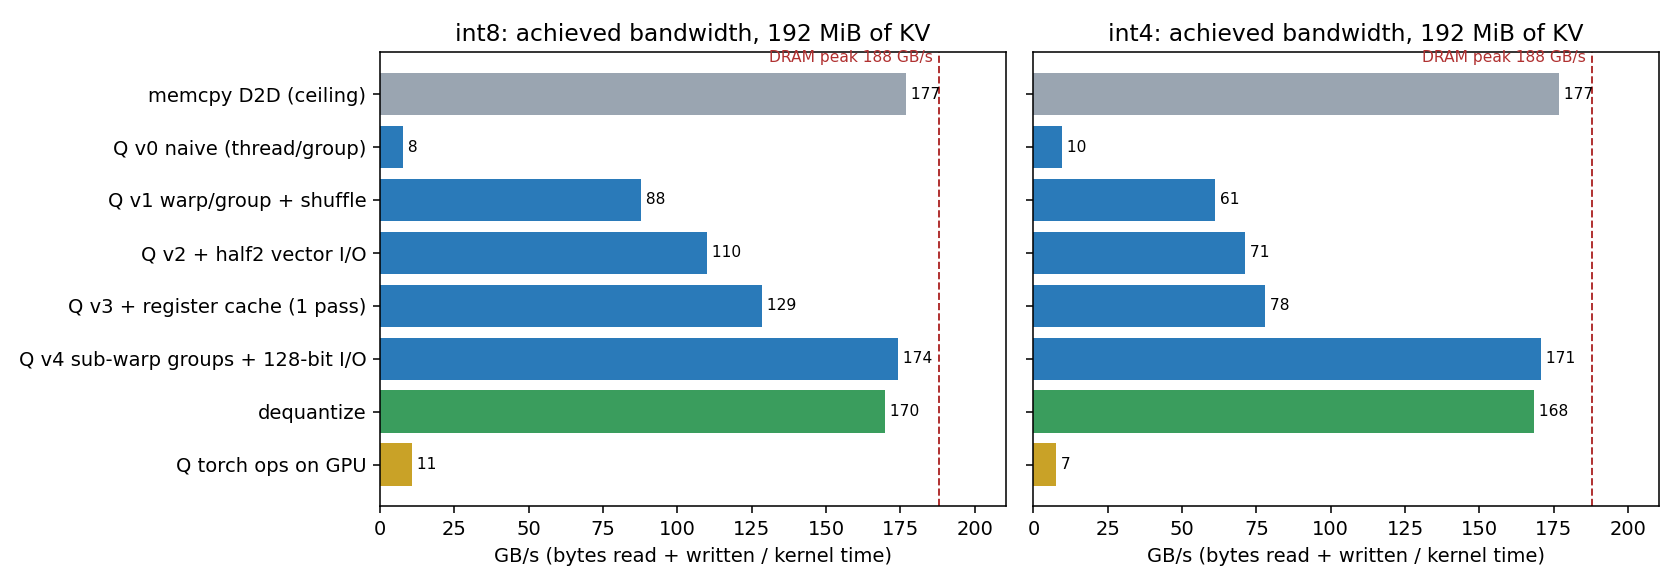 int8: achieved bandwidth, 192 MiB of KV
DRAM peak 188 GB/s
memcpy D2D (ceiling)
177
Q v0 naive (thread/group)
8
Q v1 warp/group + shuffle
88
Q v2 + half2 vector I/O
110
Q v3 + register cache (1 pass)
129
Q v4 sub-warp groups + 128-bit I/O
174
dequantize
170
Q torch ops on GPU
11
0 25 50 75 100 125 150 175 200
GB/s (bytes read + written / kernel time)
int4: achieved bandwidth, 192 MiB of KV
DRAM peak 188 GB/s
177
10
61
71
78
171
168
7
0 25 50 75 100 125 150 175 200
GB/s (bytes read + written / kernel time)